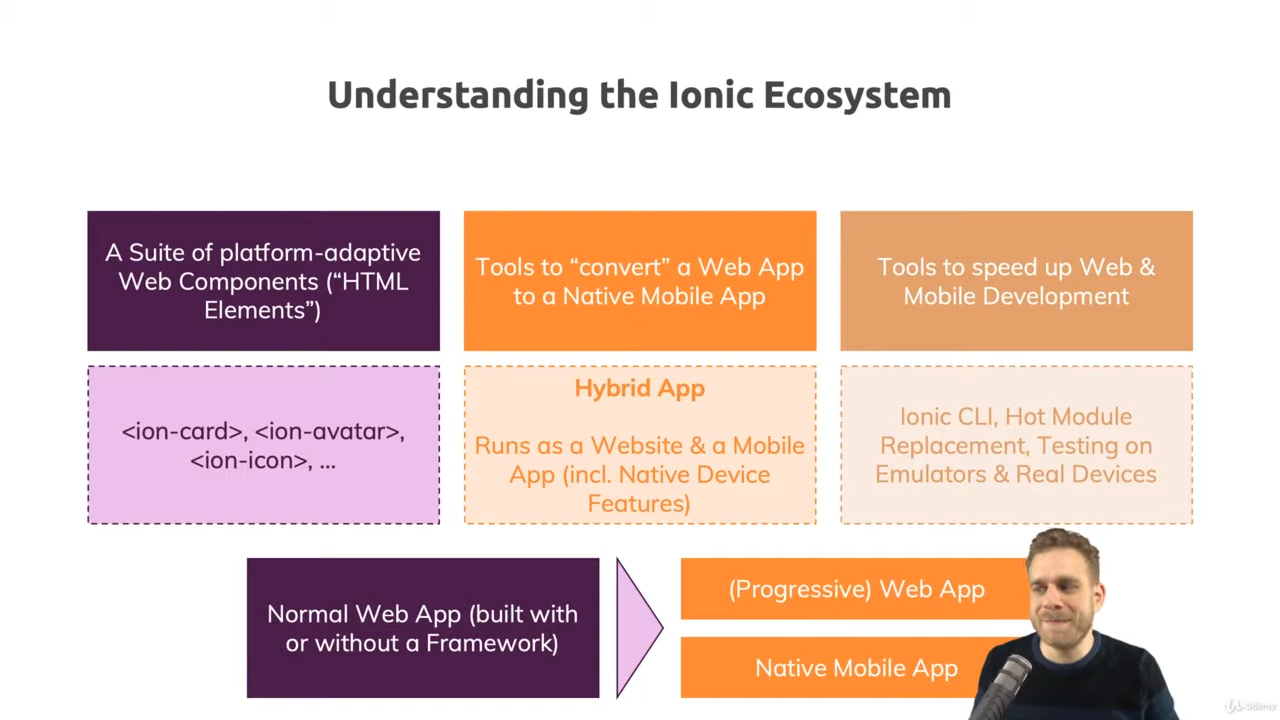 Understanding the Ionic Ecosystem
A Suite of platform-adaptive
Web Components (“HTML
Elements”)
Tools to “convert” a Web App
to a Native Mobile App
Tools to speed up Web &
Mobile Development
<ion-card>, <ion-avatar>,
<ion-icon>, ...
Hybrid App
Runs as a Website & a Mobile
App (incl. Native Device
Features)
Ionic CLI, Hot Module
Replacement, Testing on
Emulators & Real Devices
Normal Web App (built with
or without a Framework)
(Progressive) Web App
Native Mobile App
Udemy